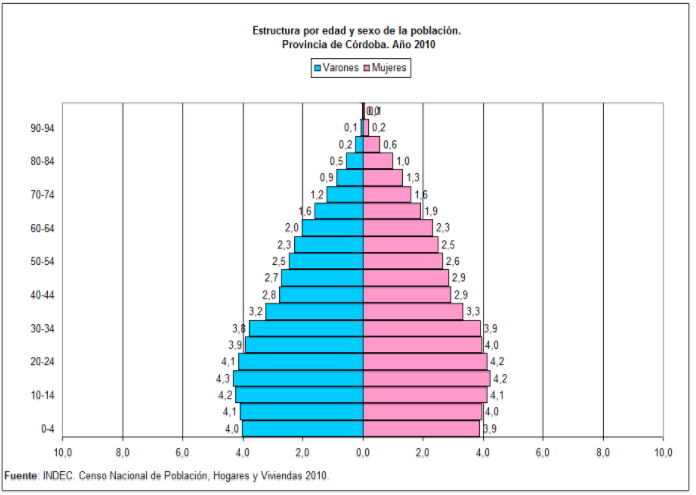 Estructura por edad y sexo de la población.
Provincia de Córdoba. Año 2010
Varones Mujeres
0,1
90-94 0,1 0,2
0,2 0,6
80-84 0,5 1,0
0,9 1,3
70-74 1,2 1,6
1,6 1,9
60-64 2,0 2,3
2,3 2,5
50-54 2,5 2,6
2,7 2,9
40-44 2,8 2,9
3,2 3,3
30-34 3,8 3,9
3,9 4,0
20-24 4,1 4,2
4,3 4,2
10-14 4,2 4,1
4,1 4,0
0-4 4,0 3,9
10,0 8,0 6,0 4,0 2,0 0,0 2,0 4,0 6,0 8,0 10,0
Fuente: INDEC. Censo Nacional de Población, Hogares y Viviendas 2010.